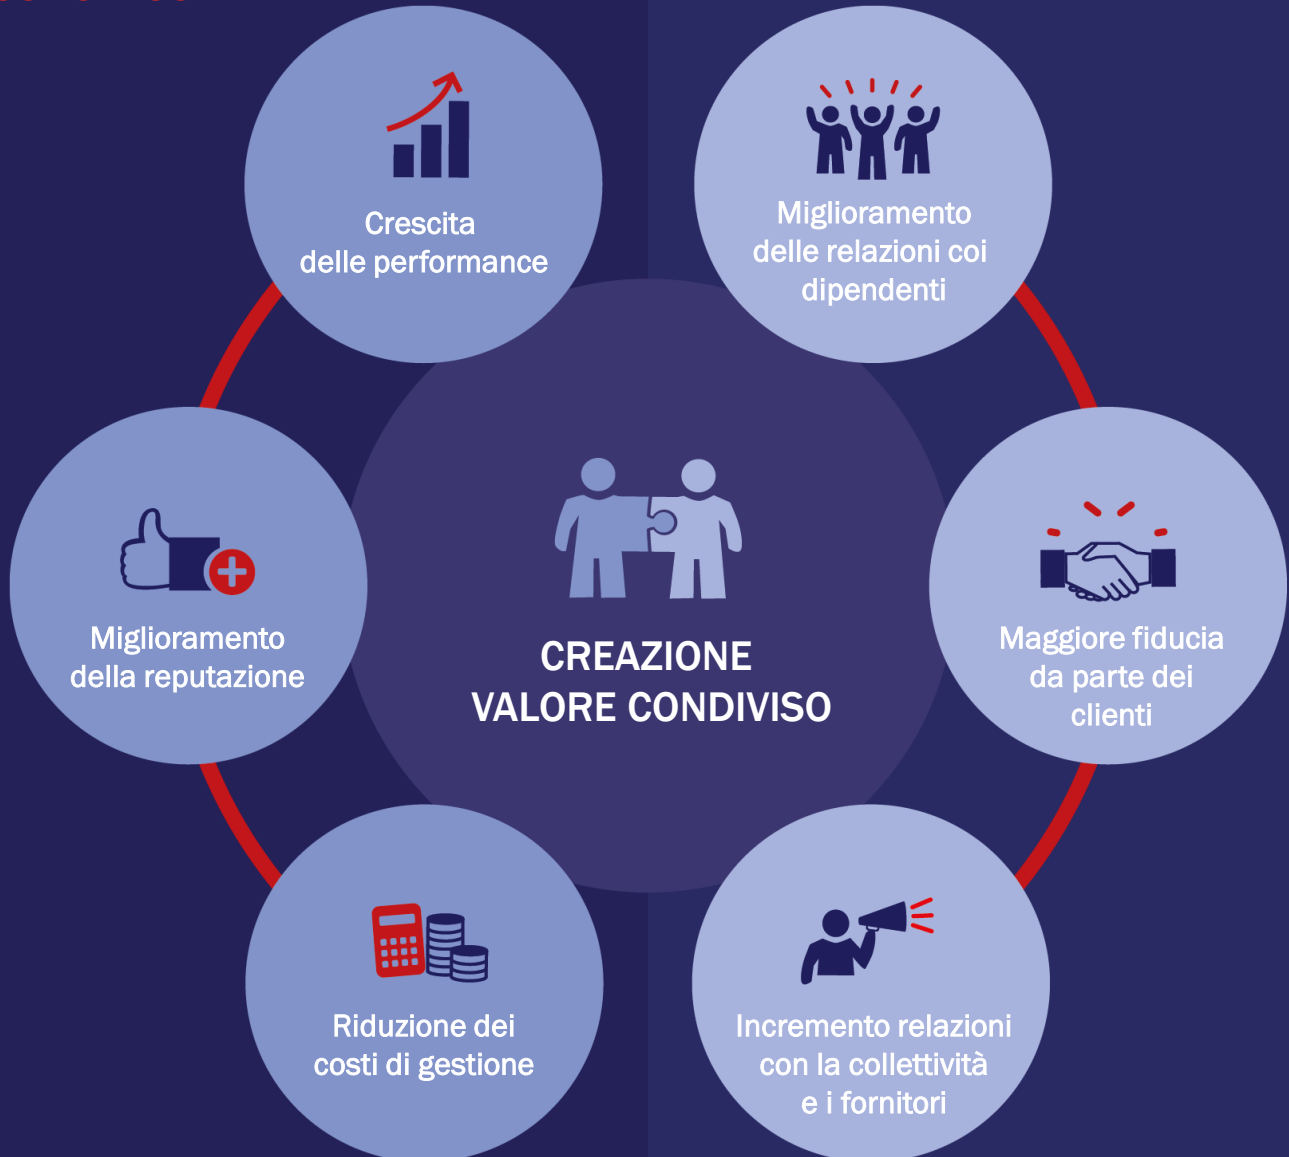 Crescita
delle performance
Miglioramento
delle relazioni coi
dipendenti
Miglioramento
della reputazione
CREAZIONE
VALORE CONDIVISO
Maggiore fiducia
da parte dei
clienti
Riduzione dei
costi di gestione
Incremento relazioni
con la collettività
e i fornitori